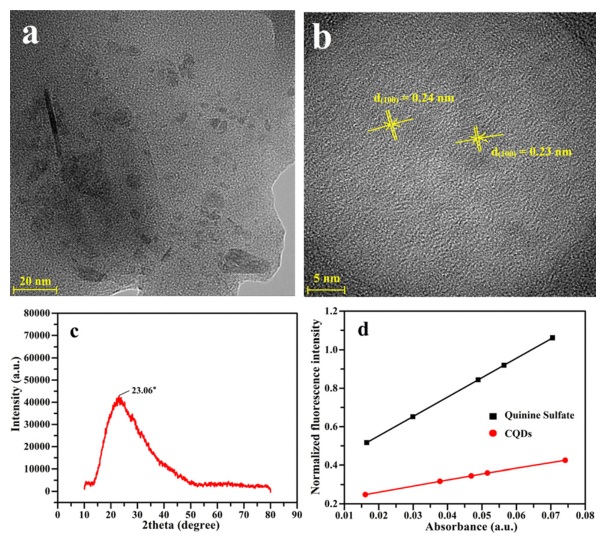 a
20 nm
b
d(100) = 0.24 nm
d(100) = 0.23 nm
5 nm
c
23.06°
Intensity (a.u.)
80000
70000
60000
50000
40000
30000
20000
10000
0
0 10 20 30 40 50 60 70 80 90
2theta (degree)
d
Normalized fluorescence intensity
1.2
1.0
0.8
0.6
0.4
0.2
Quinine Sulfate
CQDs
0.01 0.02 0.03 0.04 0.05 0.06 0.07 0.08
Absorbance (a.u.)